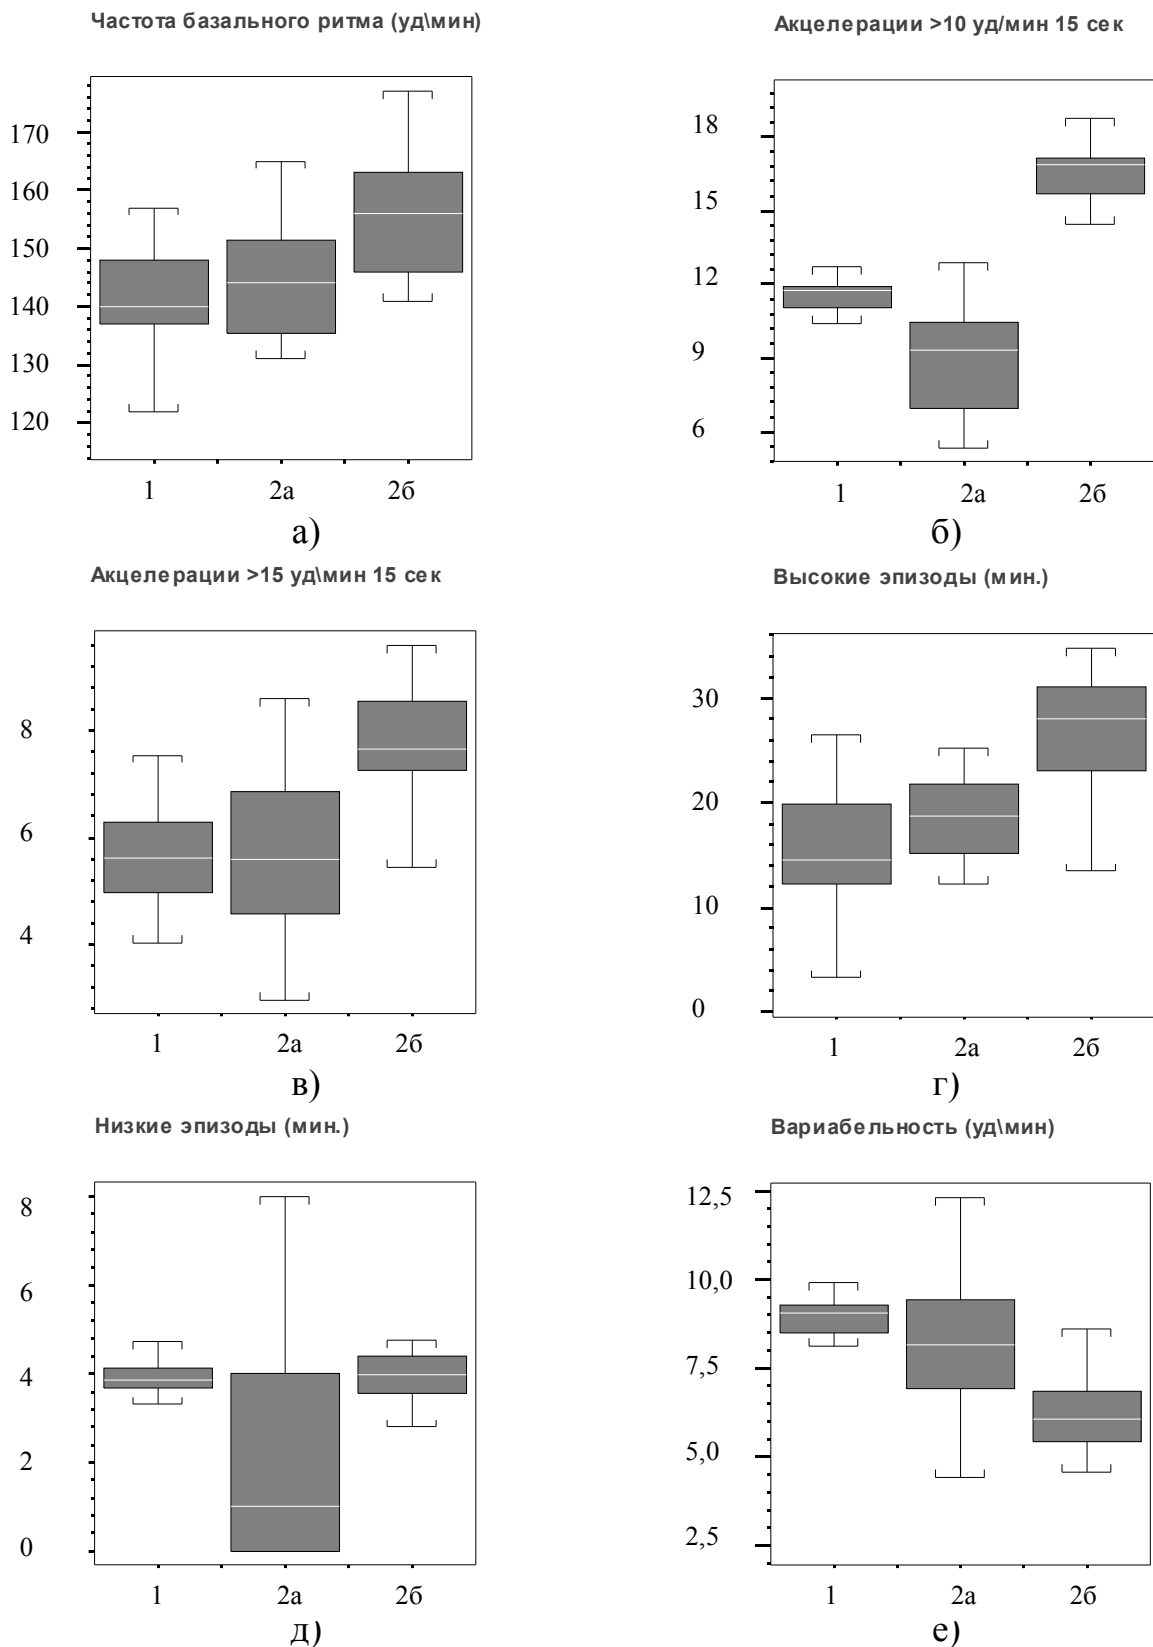 Частота базального ритма (уд\мин)
170
160
150
140
130
120
1 2а 2б
а)
Акцелерации >10 уд/мин 15 сек
18
15
12
9
6
1 2а 2б
б)
Акцелерации >15 уд\мин 15 сек
8
6
4
1 2а 2б
в)
Высокие эпизоды (мин.)
30
20
10
0
1 2а 2б
г)
Низкие эпизоды (мин.)
8
6
4
2
0
1 2а 2б
д)
Вариабельность (уд\мин)
12,5
10,0
7,5
5,0
2,5
1 2а 2б
е)